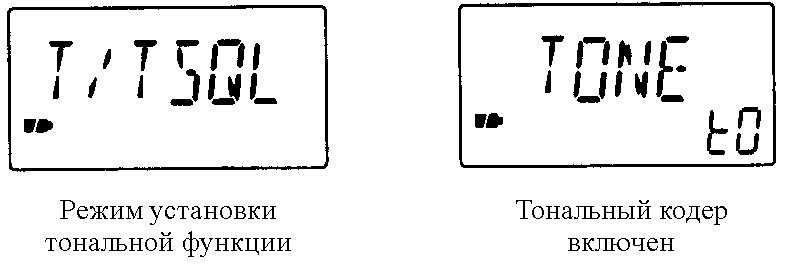 T/TSQL
Режим установки
тональной функции
TONE
t0
Тональный кодер
включен